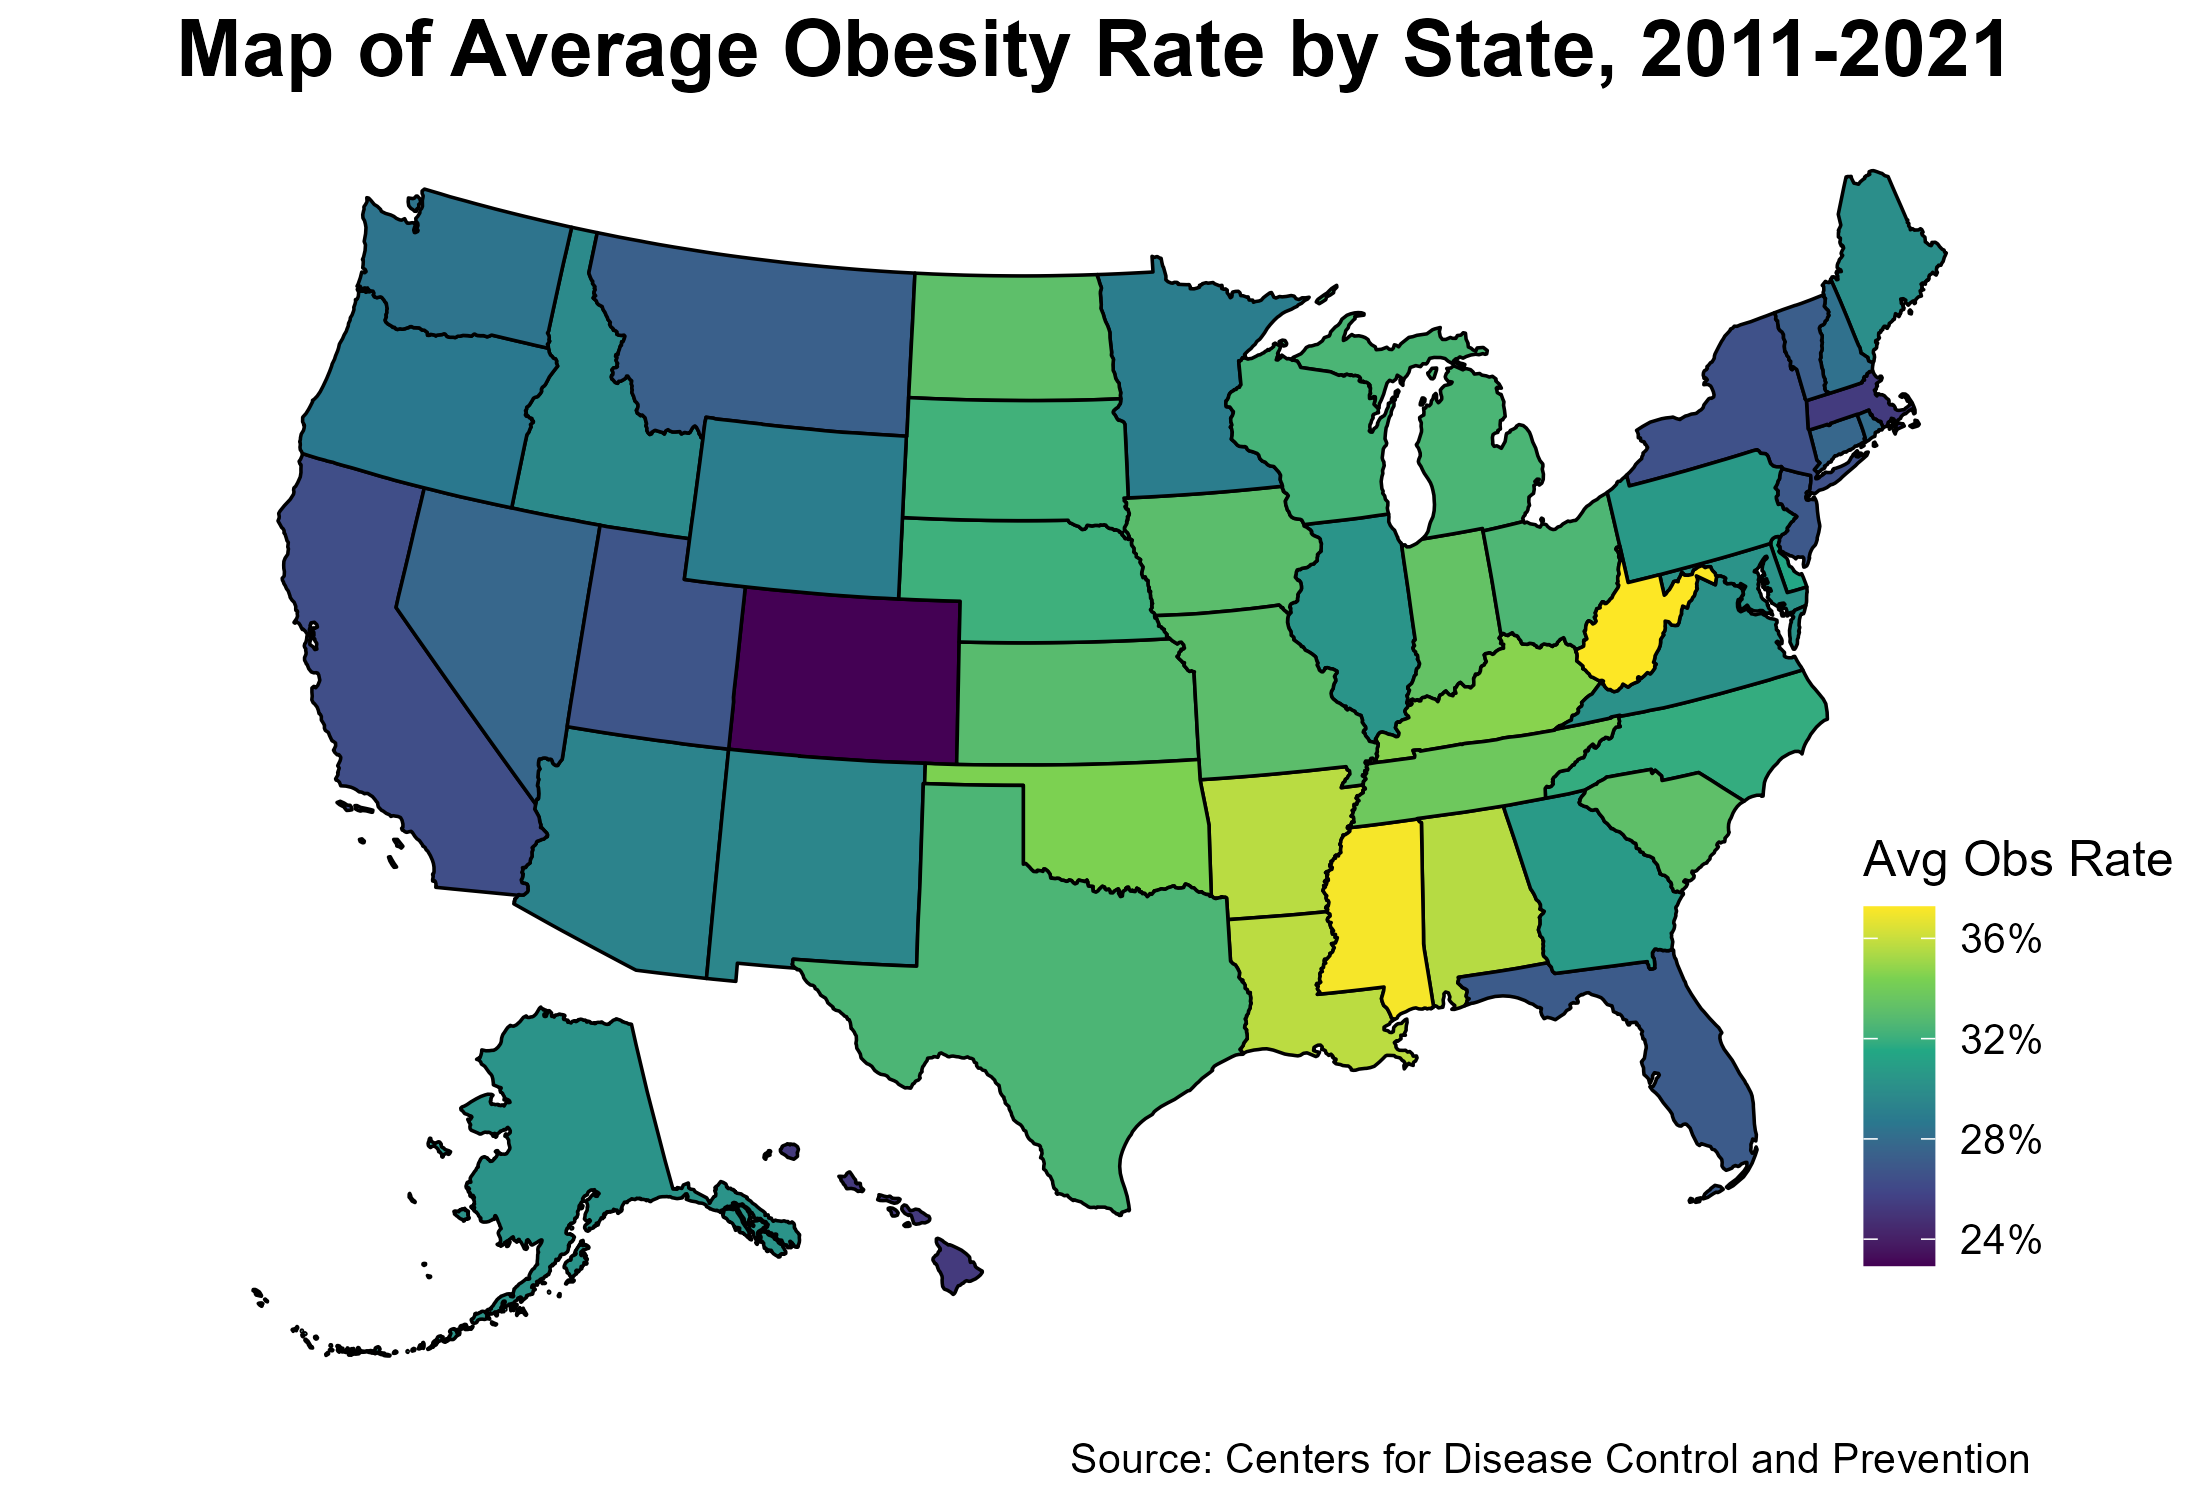 Map of Average Obesity Rate by State, 2011-2021
Avg Obs Rate
36%
32%
28%
24%
Source: Centers for Disease Control and Prevention